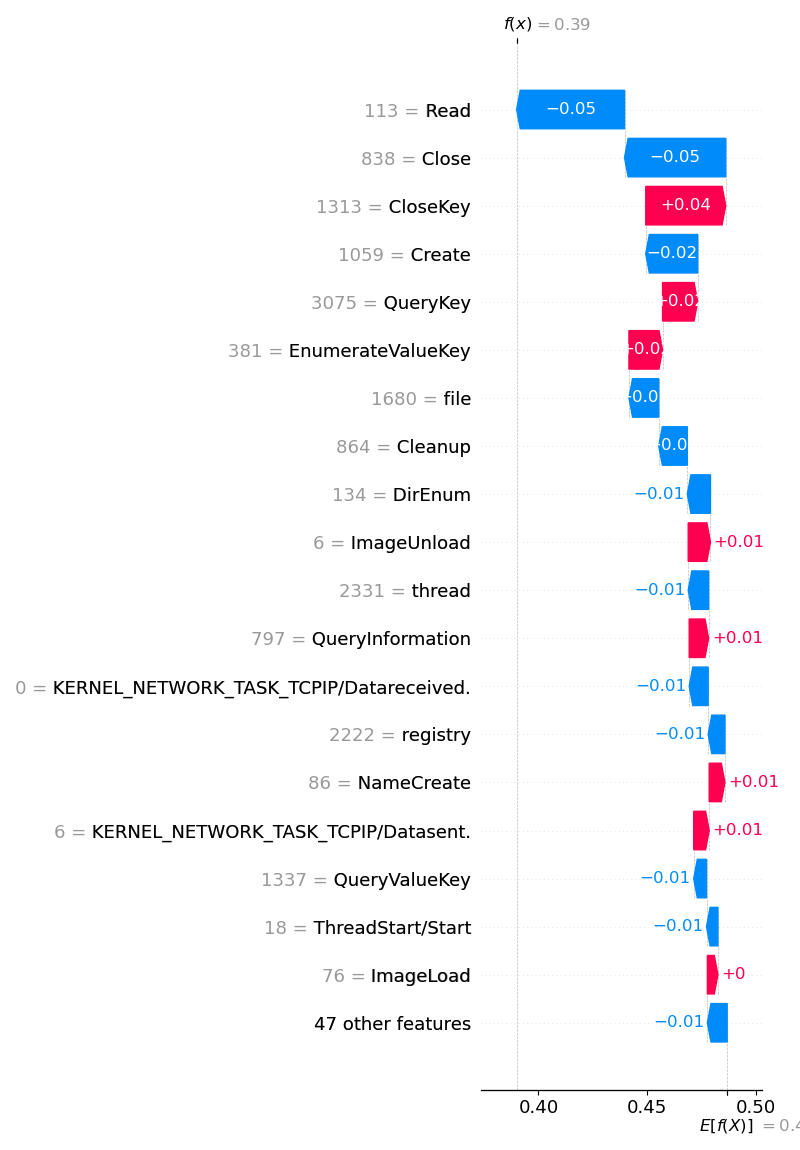 f(x) = 0.39
113 = Read −0.05
838 = Close −0.05
1313 = CloseKey +0.04
1059 = Create −0.02
3075 = QueryKey
381 = EnumerateValueKey
1680 = file
864 = Cleanup
134 = DirEnum −0.01
6 = ImageUnload +0.01
2331 = thread −0.01
797 = QueryInformation +0.01
0 = KERNEL_NETWORK_TASK_TCPIP/Datareceived. −0.01
2222 = registry −0.01
86 = NameCreate +0.01
6 = KERNEL_NETWORK_TASK_TCPIP/Datasent. +0.01
1337 = QueryValueKey −0.01
18 = ThreadStart/Start −0.01
76 = ImageLoad +0
47 other features −0.01
0.40 0.45 0.50
E[f(X)] =